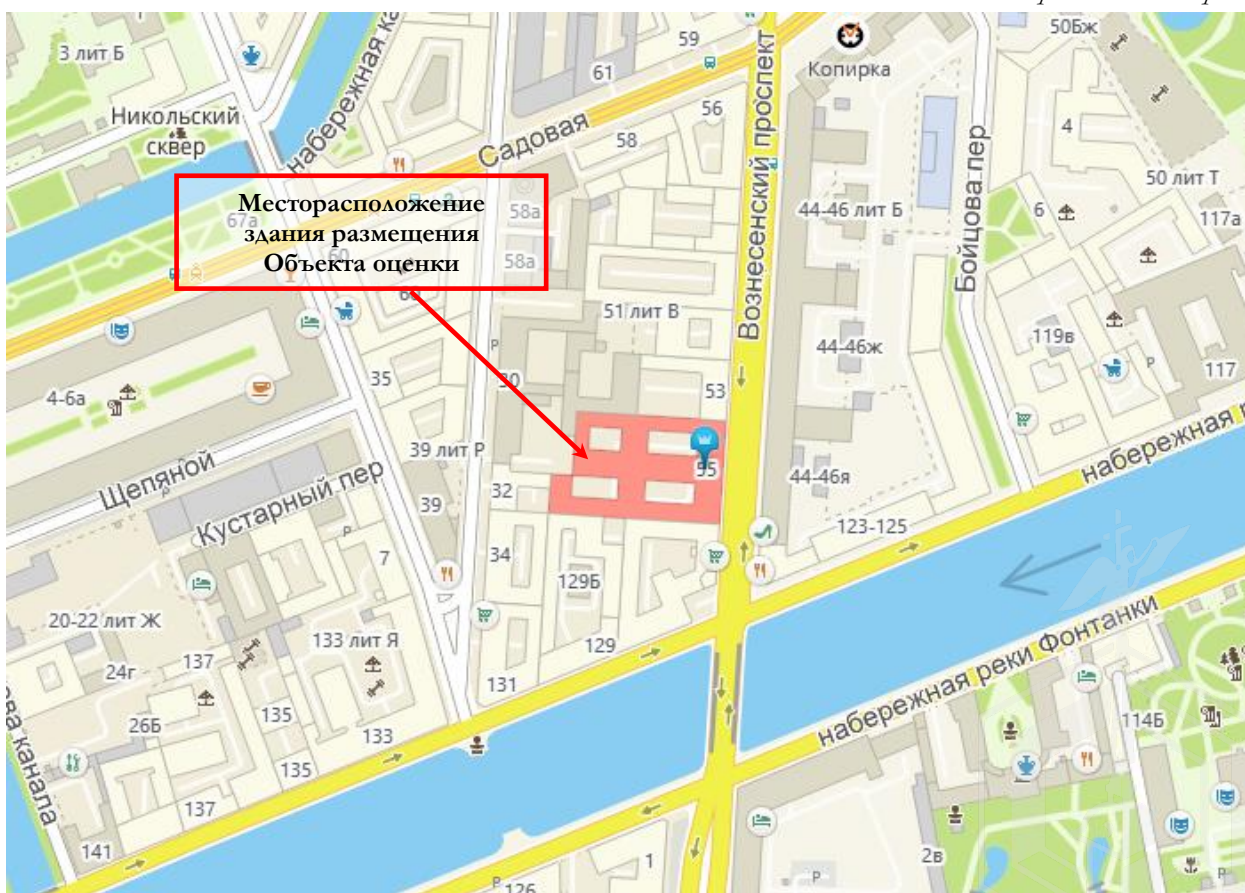 50Бж
3 лит Б
59
Копирка
61
набережная ка
Никольский
сквер
Садовая
56
58
4
50 лит Т
Вознесенский проспект
Бойцова пер
Месторасположение
здания размещения
Объекта оценки
67а
60
58а
58а
44-46 лит Б
6
117а
51 лит В
44-46ж
119в
117
4-6а
35
30
53
39 лит Р
55
набережная р
Щепяной
Кустарный пер
39
32
44-46я
123-125
7
34
129Б
20-22 лит Ж
133 лит Я
129
набережная реки Фонтанки
24г
137
131
26Б
135
133
114Б
ова канала
135
137
141
1
2в
Р
126
Р
Р